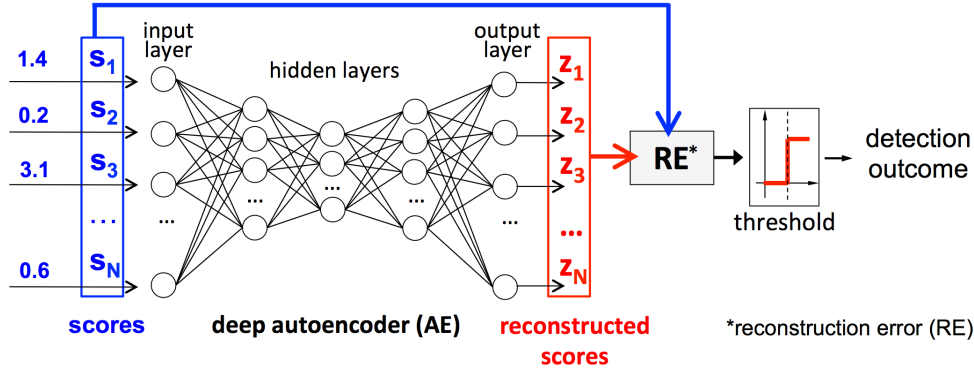 input
layer
hidden layers
output
layer
1.4
s1
z1
0.2
s2
z2
3.1
s3
z3
RE*
detection
outcome
...
...
...
...
...
...
...
threshold
0.6
sN
zN
scores
deep autoencoder (AE)
reconstructed
scores
*reconstruction error (RE)